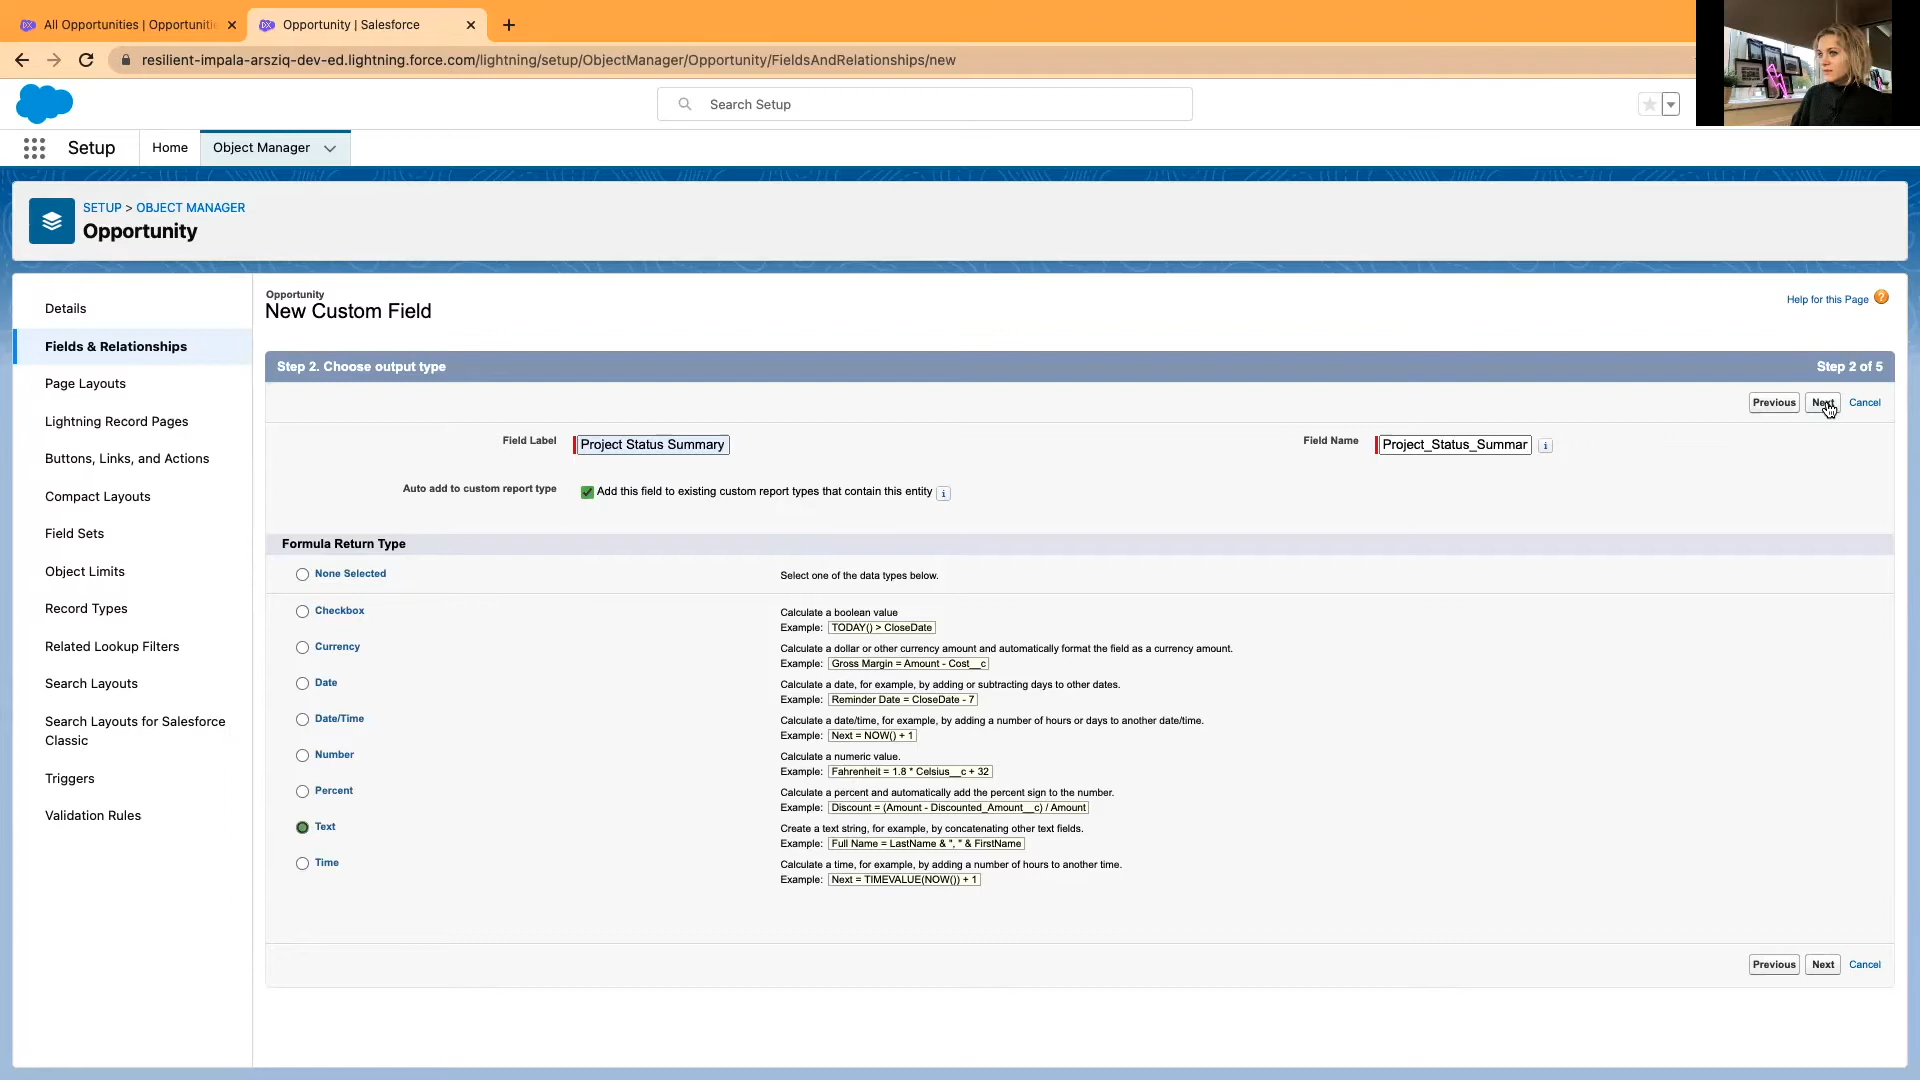 All Opportunities | Opportuniti
Opportunity | Salesforce
resilient-impala-arsziq-dev-ed.lightning.force.com/lightning/setup/ObjectManager/Opportunity/FieldsAndRelationships/new
Search Setup
Setup
Home
Object Manager
SETUP > OBJECT MANAGER
Opportunity
Details
Fields & Relationships
Page Layouts
Lightning Record Pages
Buttons, Links, and Actions
Compact Layouts
Field Sets
Object Limits
Record Types
Related Lookup Filters
Search Layouts
Search Layouts for Salesforce
Classic
Triggers
Validation Rules
Opportunity
New Custom Field
Help for this Page
Step 2. Choose output type
Step 2 of 5
Previous Next Cancel
Field Label Project Status Summary
Field Name Project_Status_Summar
Auto add to custom report type
Add this field to existing custom report types that contain this entity
Formula Return Type
None Selected
Select one of the data types below.
Checkbox
Calculate a boolean value
Example: TODAY() > CloseDate
Currency
Calculate a dollar or other currency amount and automatically format the field as a currency amount.
Example: Gross Margin = Amount - Cost__c
Date
Calculate a date, for example, by adding or subtracting days to other dates.
Example: Reminder Date = CloseDate - 7
Date/Time
Calculate a date/time, for example, by adding a number of hours or days to another date/time.
Example: Next = NOW() + 1
Number
Calculate a numeric value.
Example: Fahrenheit = 1.8 * Celsius__c + 32
Percent
Calculate a percent and automatically add the percent sign to the number.
Example: Discount = (Amount - Discounted_Amount__c) / Amount
Text
Create a text string, for example, by concatenating other text fields.
Example: Full Name = LastName & ", " & FirstName
Time
Calculate a time, for example, by adding a number of hours to another time.
Example: Next = TIMEVALUE(NOW()) + 1
Previous Next Cancel